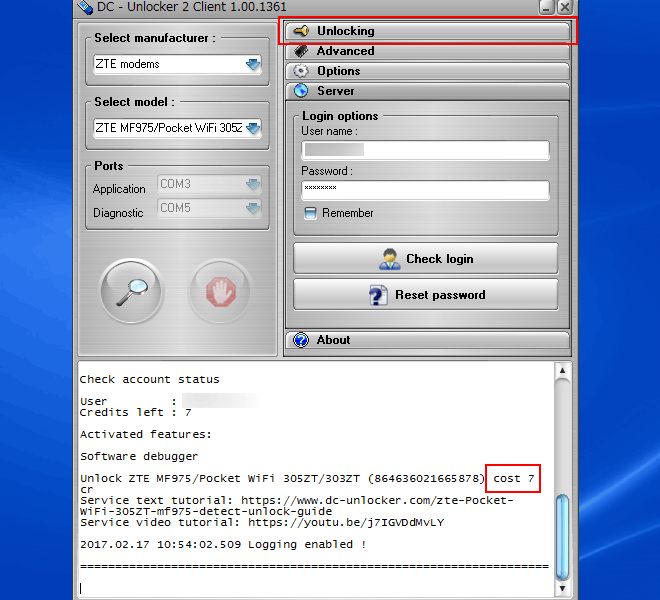 DC - Unlocker 2 Client 1.00.1361
Select manufacturer :
ZTE modems
Select model :
ZTE MF975/Pocket WiFi 305Z
Ports
Application COM3
Diagnostic COM5
Unlocking
Advanced
Options
Server
Login options
User name :
Password :
********
Remember
Check login
Reset password
About
Check account status
User :
Credits left : 7
Activated features:
Software debugger
Unlock ZTE MF975/Pocket WiFi 305ZT/303ZT (864636021665878) cost 7
cr
Service text tutorial: https://www.dc-unlocker.com/zte-Pocket-
WiFi-305ZT-mf975-detect-unlock-guide
Service video tutorial: https://youtu.be/j7IGVDdMvLY
2017.02.17 10:54:02.509 Logging enabled !
===============================================================